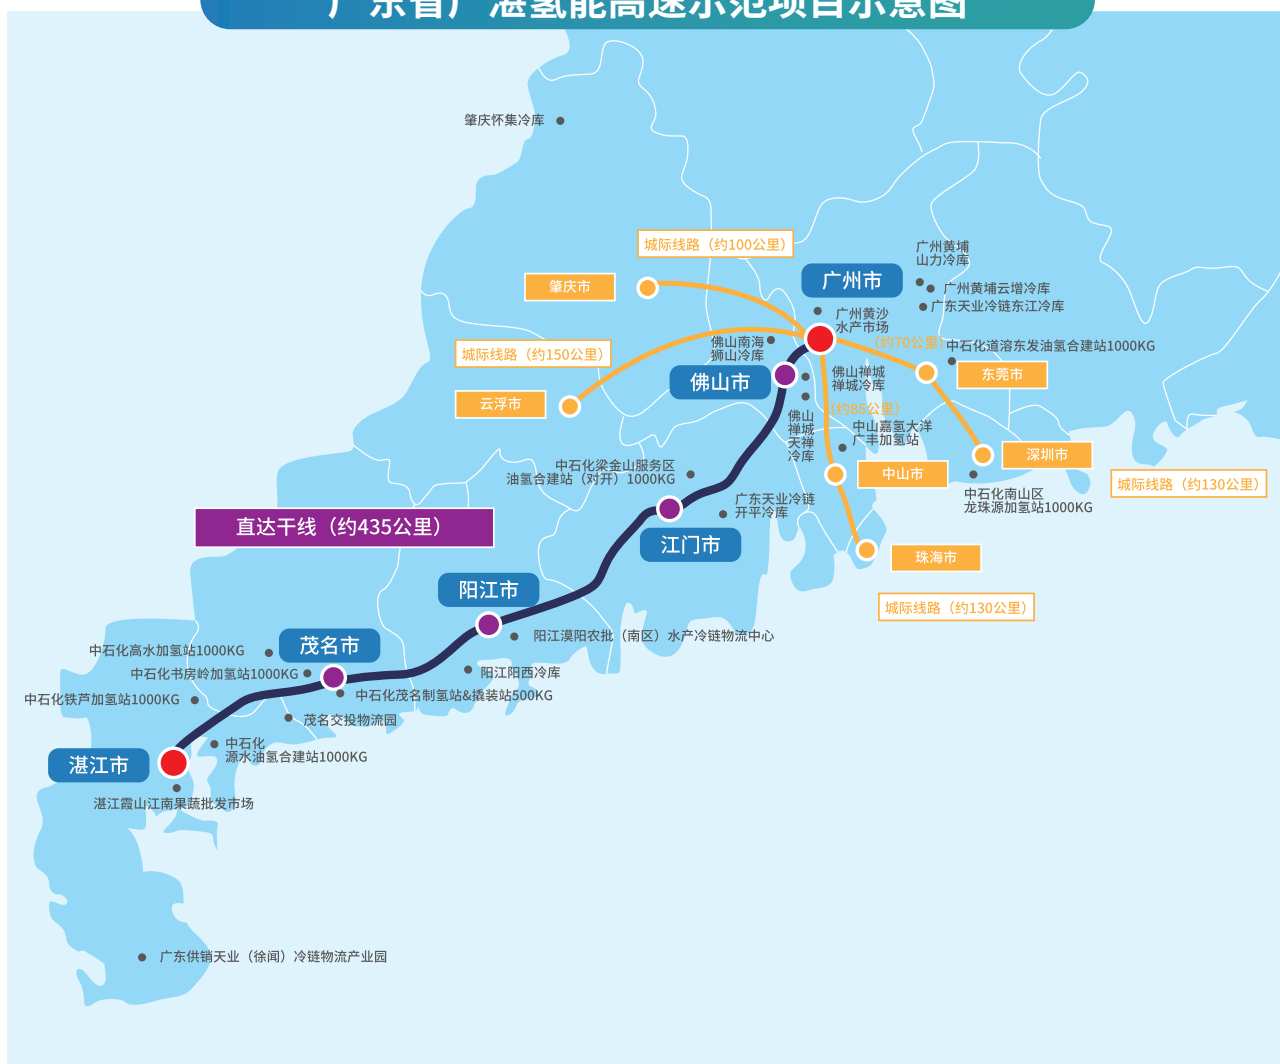 广东省广湛氢能高速示范项目示意图
肇庆怀集冷库
城际线路（约100公里）
广州黄埔
山力冷库
广州市
肇庆市
广州黄埔云增冷库
广东天业冷链东江冷库
广州黄沙
水产市场
佛山南海
狮山冷库
（约70公里）
中石化道溶东发油氢合建站1000KG
城际线路（约150公里）
佛山市
佛山禅城
禅城冷库
东莞市
云浮市
（约85公里）
佛山
禅城
天禅
冷库
中山嘉氢大洋
广丰加氢站
深圳市
中石化梁金山服务区
油氢合建站（对开）1000KG
中山市
城际线路（约130公里）
中石化南山区
龙珠源加氢站1000KG
广东天业冷链
开平冷库
直达干线（约435公里）
江门市
珠海市
阳江市
城际线路（约130公里）
阳江漠阳农批（南区）水产冷链物流中心
茂名市
中石化高水加氢站1000KG
中石化书房岭加氢站1000KG
阳江阳西冷库
中石化铁芦加氢站1000KG
中石化茂名制氢站&撬装站500KG
茂名交投物流园
中石化
源水油氢合建站1000KG
湛江市
湛江霞山江南果蔬批发市场
广东供销天业（徐闻）冷链物流产业园